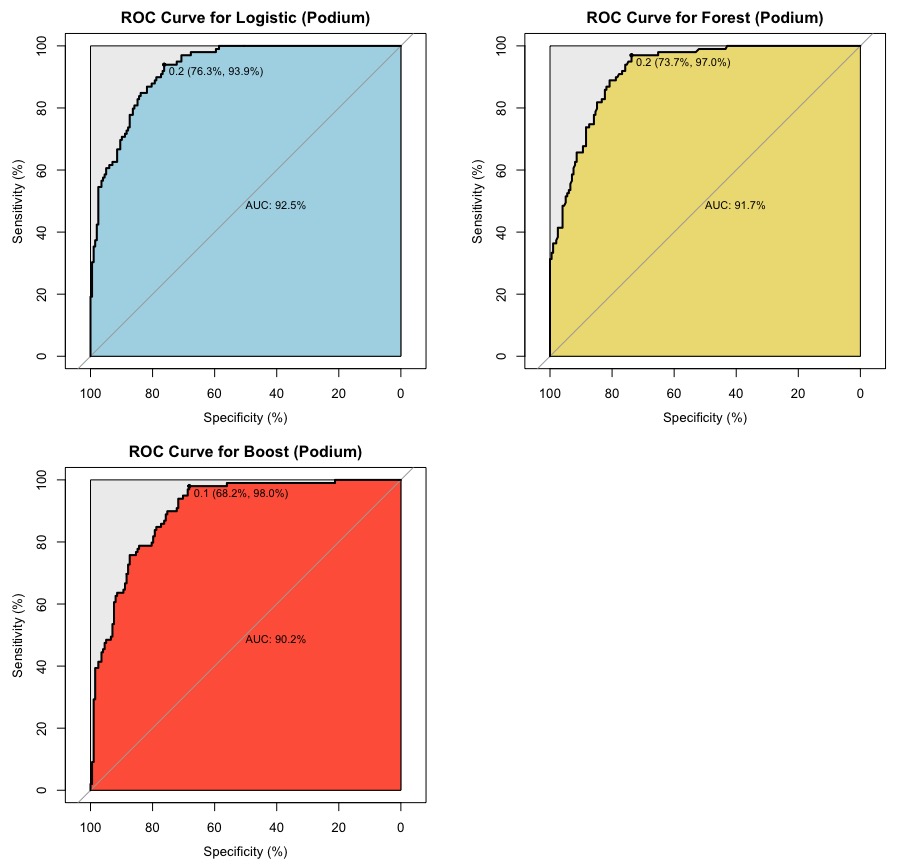 ROC Curve for Logistic (Podium)
Sensitivity (%)
100
80
60
40
20
0
0.2 (76.3%, 93.9%)
AUC: 92.5%
100 80 60 40 20 0
Specificity (%)
ROC Curve for Forest (Podium)
Sensitivity (%)
100
80
60
40
20
0
0.2 (73.7%, 97.0%)
AUC: 91.7%
100 80 60 40 20 0
Specificity (%)
ROC Curve for Boost (Podium)
Sensitivity (%)
100
80
60
40
20
0
0.1 (68.2%, 98.0%)
AUC: 90.2%
100 80 60 40 20 0
Specificity (%)